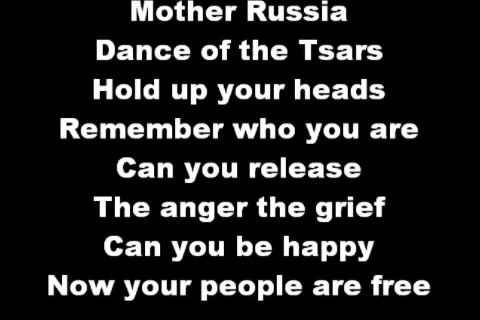 Mother Russia
Dance of the Tsars
Hold up your heads
Remember who you are
Can you release
The anger the grief
Can you be happy
Now your people are free